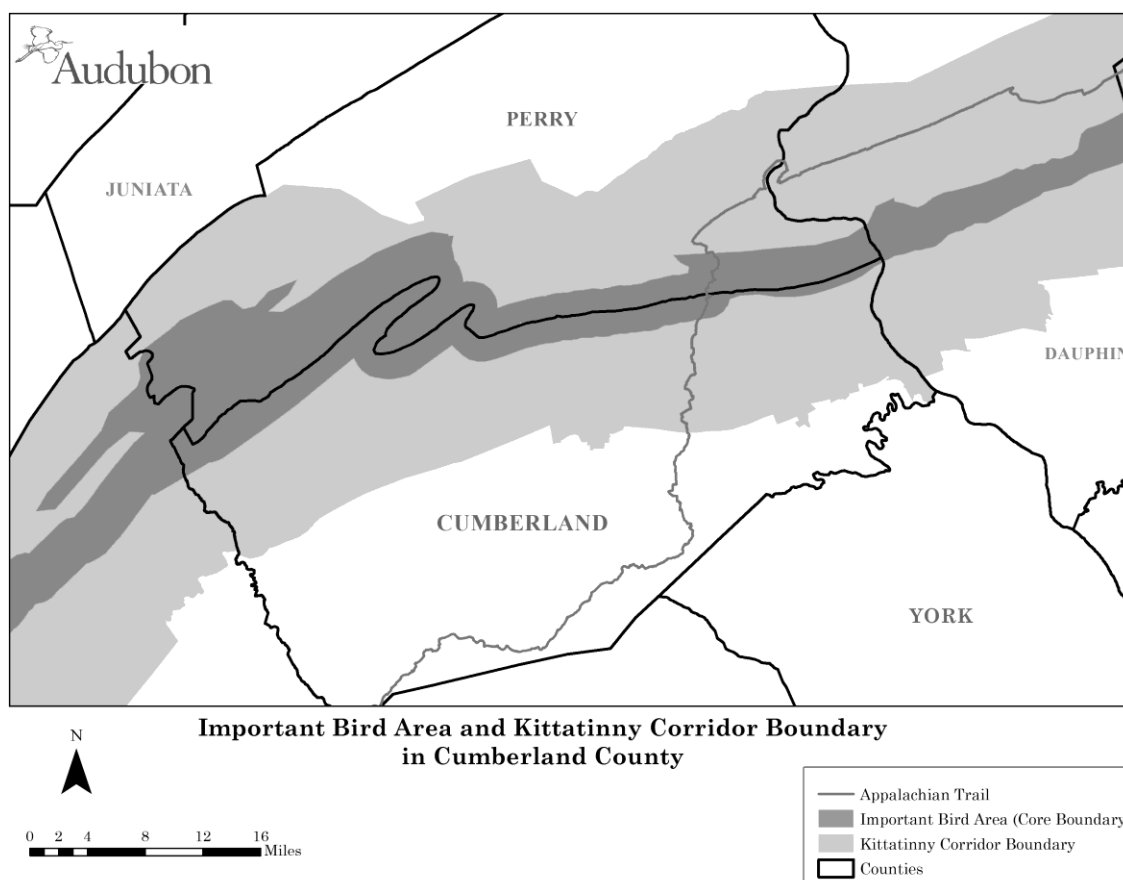 Audubon
PERRY
JUNIATA
DAUPHIN
CUMBERLAND
YORK
Important Bird Area and Kittatinny Corridor Boundary
in Cumberland County
N
0 2 4 8 12 16
Miles
Appalachian Trail
Important Bird Area (Core Boundary
Kittatinny Corridor Boundary
Counties